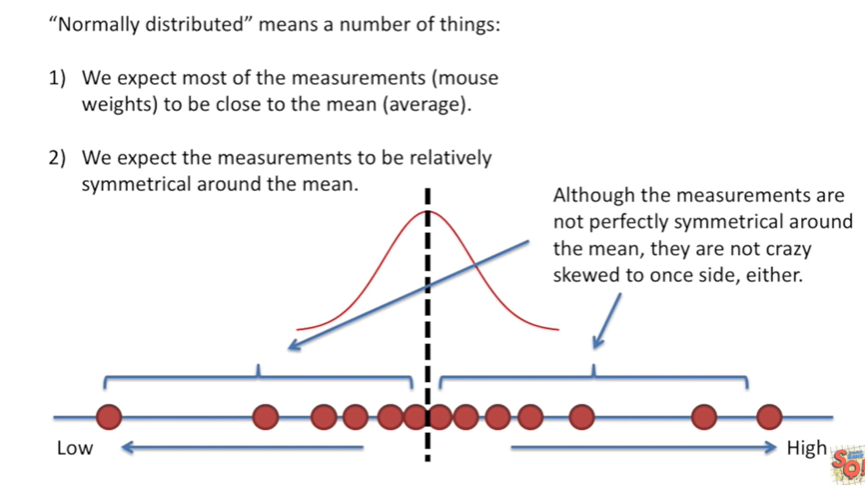 “Normally distributed” means a number of things:
1) We expect most of the measurements (mouse
weights) to be close to the mean (average).
2) We expect the measurements to be relatively
symmetrical around the mean.
Although the measurements are
not perfectly symmetrical around
the mean, they are not crazy
skewed to once side, either.
Low
High
SQ!